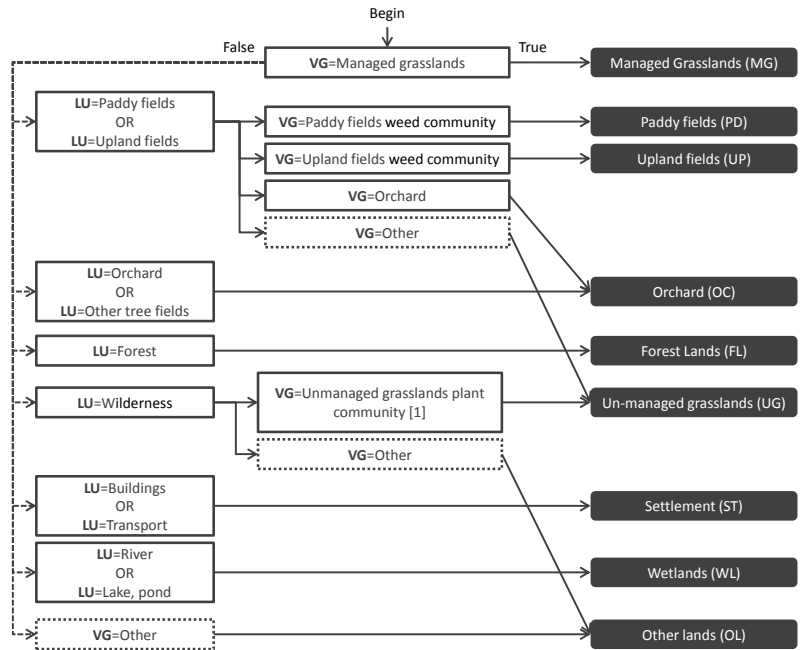 Begin
False
True
VG=Managed grasslands
Managed Grasslands (MG)
LU=Paddy fields
OR
LU=Upland fields
VG=Paddy fields weed community
Paddy fields (PD)
VG=Upland fields weed community
Upland fields (UP)
VG=Orchard
VG=Other
LU=Orchard
OR
LU=Other tree fields
Orchard (OC)
LU=Forest
Forest Lands (FL)
LU=Wilderness
VG=Unmanaged grasslands plant
community [1]
Un-managed grasslands (UG)
VG=Other
LU=Buildings
OR
LU=Transport
Settlement (ST)
LU=River
OR
LU=Lake, pond
Wetlands (WL)
VG=Other
Other lands (OL)